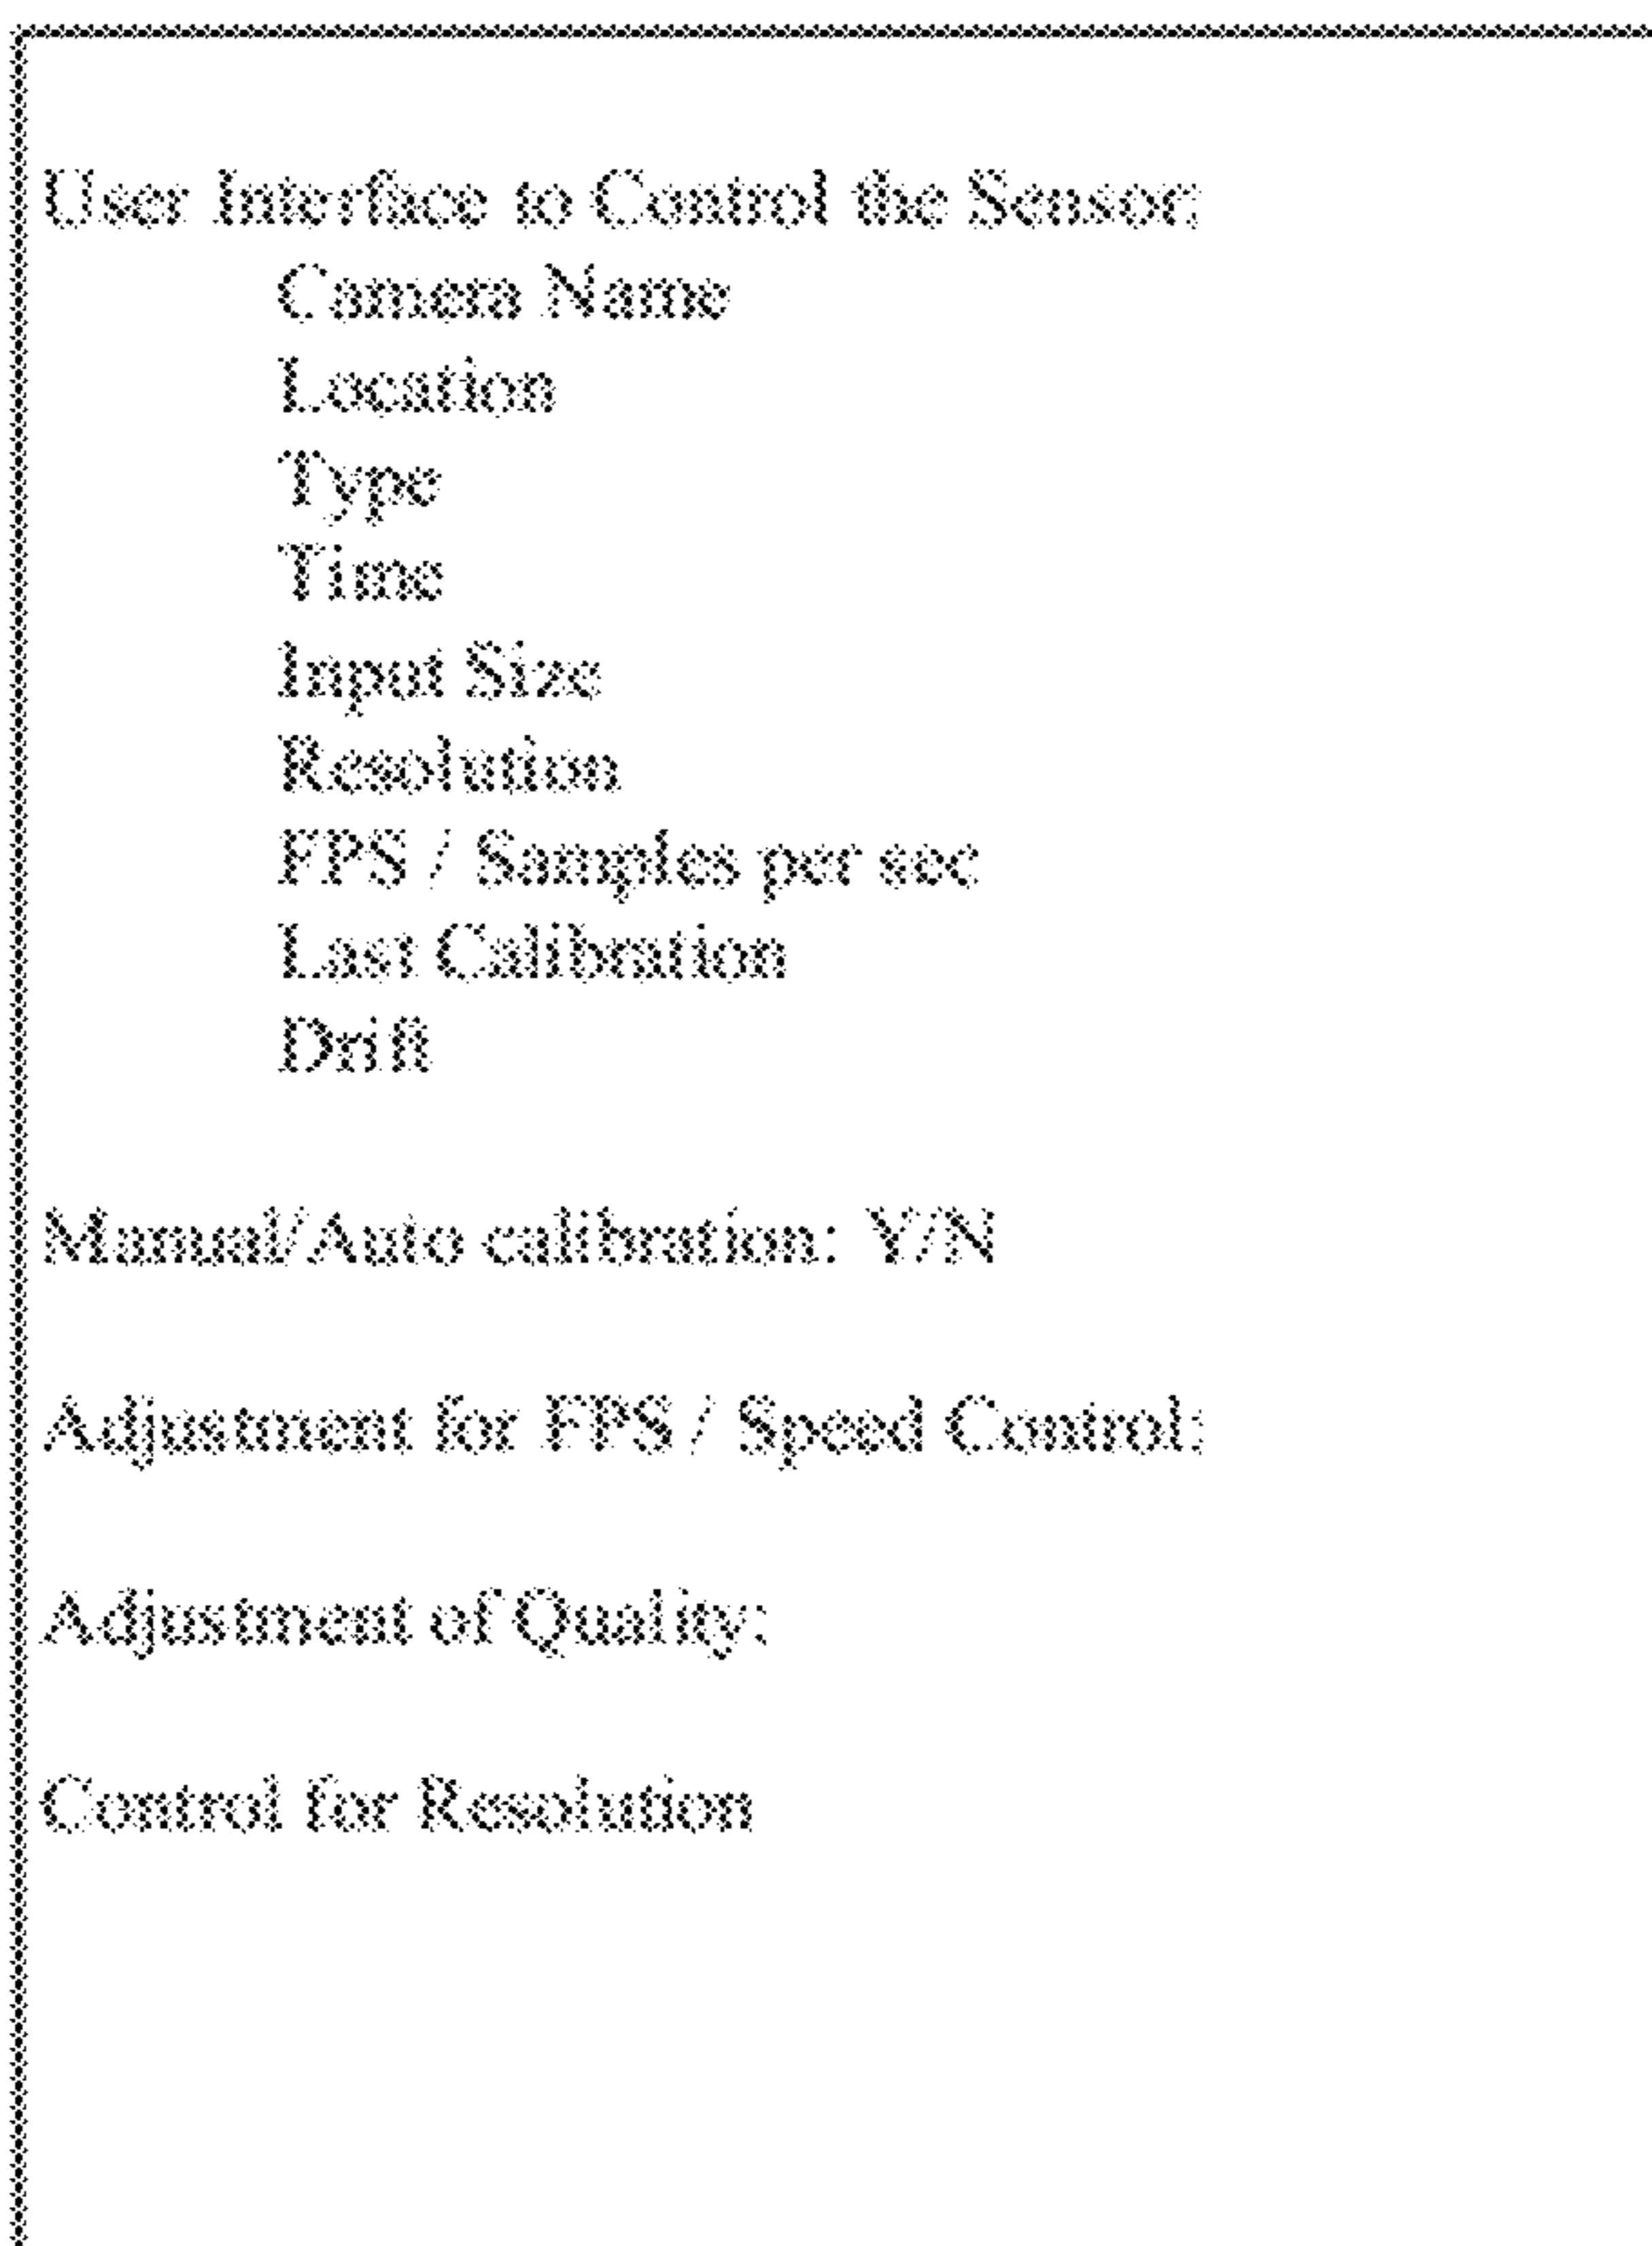 User Interface to Control the Sensor:
Camera Name
Location
Type
Time
Input Size
Resolution
FPS / Samples per sec
Last Calibration
Drift
Manual/Auto calibration: Y/N
Adjustment for FPS / Speed Control:
Adjustment of Quality:
Control for Resolution